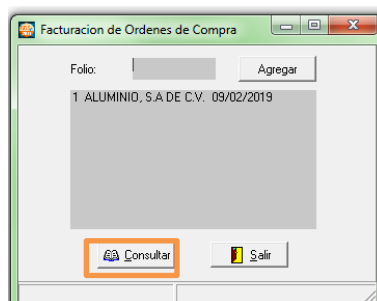 Facturacion de Ordenes de Compra
Folio: Agregar
1 ALUMINIO, S.A DE C.V. 09/02/2019
Consultar Salir